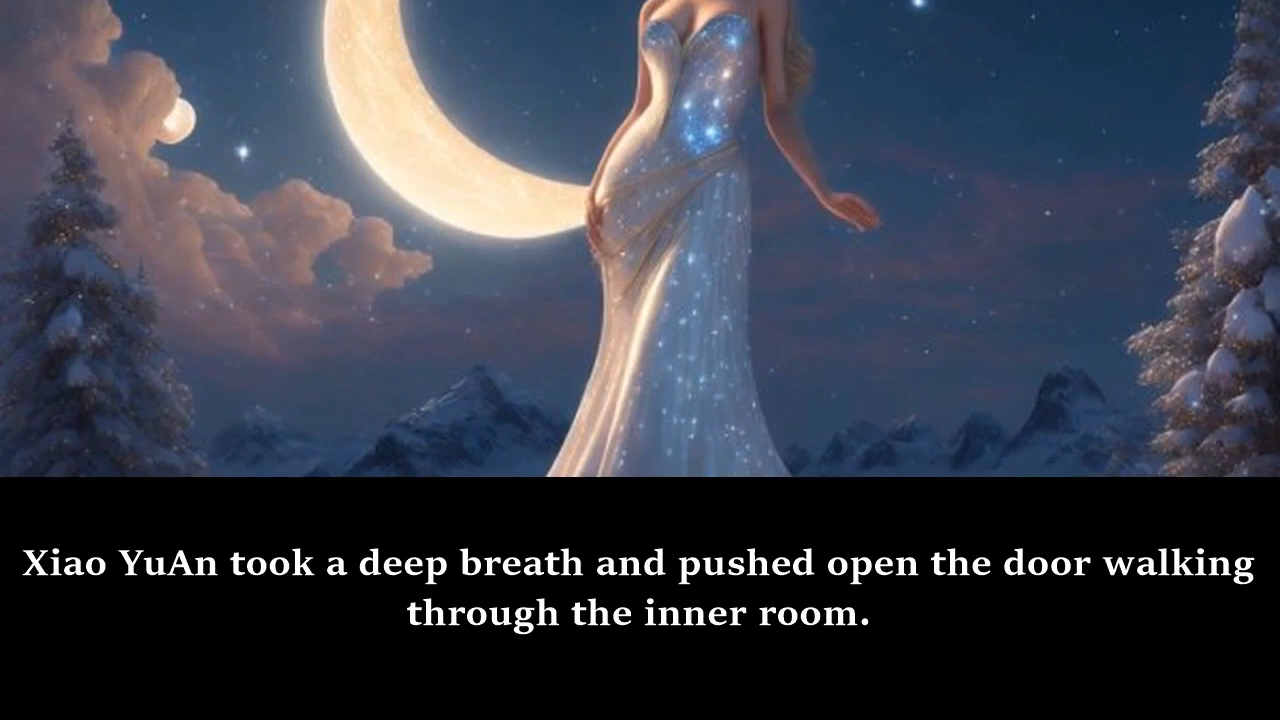 Xiao YuAn took a deep breath and pushed open the door walking
through the inner room.